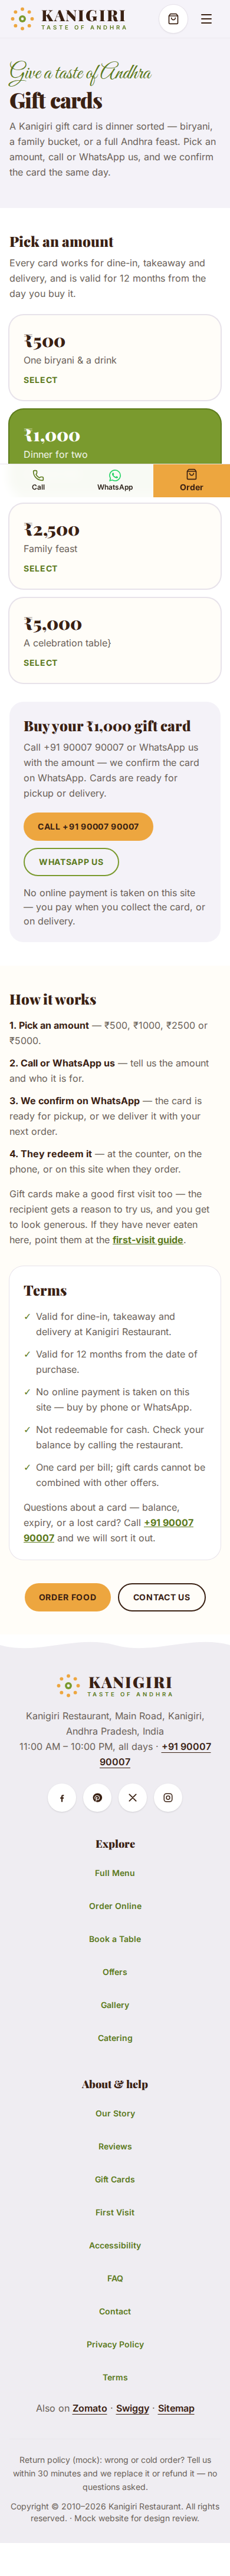 KANIGIRI
TASTE OF ANDHRA
Give a taste of Andhra
Gift cards
A Kanigiri gift card is dinner sorted — biryani,
a family bucket, or a full Andhra feast. Pick an
amount, call or WhatsApp us, and we confirm
the card the same day.
Pick an amount
Every card works for dine-in, takeaway and
delivery, and is valid for 12 months from the
day you buy it.
₹500
One biryani & a drink
SELECT
₹1,000
Dinner for two
Call
WhatsApp
Order
₹2,500
Family feast
SELECT
₹5,000
A celebration table}
SELECT
Buy your ₹1,000 gift card
Call +91 90007 90007 or WhatsApp us
with the amount — we confirm the card
on WhatsApp. Cards are ready for
pickup or delivery.
CALL +91 90007 90007
WHATSAPP US
No online payment is taken on this site
— you pay when you collect the card, or
on delivery.
How it works
1. Pick an amount — ₹500, ₹1000, ₹2500 or
₹5000.
2. Call or WhatsApp us — tell us the amount
and who it is for.
3. We confirm on WhatsApp — the card is
ready for pickup, or we deliver it with your
next order.
4. They redeem it — at the counter, on the
phone, or on this site when they order.
Gift cards make a good first visit too — the
recipient gets a reason to try us, and you get
to look generous. If they have never eaten
here, point them at the first-visit guide.
Terms
✓ Valid for dine-in, takeaway and
delivery at Kanigiri Restaurant.
✓ Valid for 12 months from the date of
purchase.
✓ No online payment is taken on this
site — buy by phone or WhatsApp.
✓ Not redeemable for cash. Check your
balance by calling the restaurant.
✓ One card per bill; gift cards cannot be
combined with other offers.
Questions about a card — balance,
expiry, or a lost card? Call +91 90007
90007 and we will sort it out.
ORDER FOOD
CONTACT US
KANIGIRI
TASTE OF ANDHRA
Kanigiri Restaurant, Main Road, Kanigiri,
Andhra Pradesh, India
11:00 AM – 10:00 PM, all days · +91 90007
90007
Explore
Full Menu
Order Online
Book a Table
Offers
Gallery
Catering
About & help
Our Story
Reviews
Gift Cards
First Visit
Accessibility
FAQ
Contact
Privacy Policy
Terms
Also on Zomato · Swiggy · Sitemap
Return policy (mock): wrong or cold order? Tell us
within 30 minutes and we replace it or refund it — no
questions asked.
Copyright © 2010–2026 Kanigiri Restaurant. All rights
reserved. · Mock website for design review.